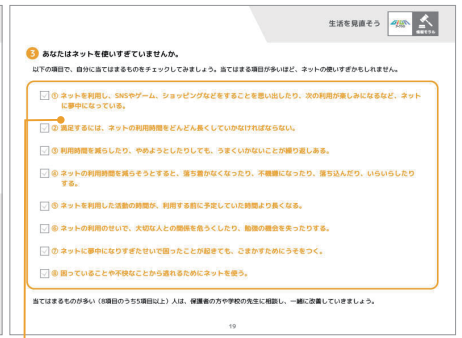 生活を見直そう
情報モラル
3 あなたはネットを使いすぎていませんか。
以下の項目で、自分に当てはまるものをチェックしてみましょう。当てはまる項目が多いほど、ネットの使いすぎかもしれません。
① ネットを利用し、SNSやゲーム、ショッピングなどをすることを思い出したり、次の利用が楽しみになるなど、ネット
に夢中になっている。
② 満足するには、ネットの利用時間をどんどん長くしていかなければならない。
③ 利用時間を減らしたり、やめようとしたりしても、うまくいかないことが繰り返しある。
④ ネットの利用時間を減らそうとすると、落ち着かなくなったり、不機嫌になったり、落ち込んだり、いらいらしたり
する。
⑤ ネットを利用した活動の時間が、利用する前に予定していた時間より長くなる。
⑥ ネットの利用のせいで、大切な人との関係を危うくしたり、勉強の機会を失ったりする。
⑦ ネットに夢中になりすぎたせいで困ったことが起きても、ごまかすためにうそをつく。
⑧ 困っていることや不快なことから逃れるためにネットを使う。
当てはまるものが多い（8項目のうち5項目以上）人は、保護者の方や学校の先生に相談し、一緒に改善していきましょう。
19